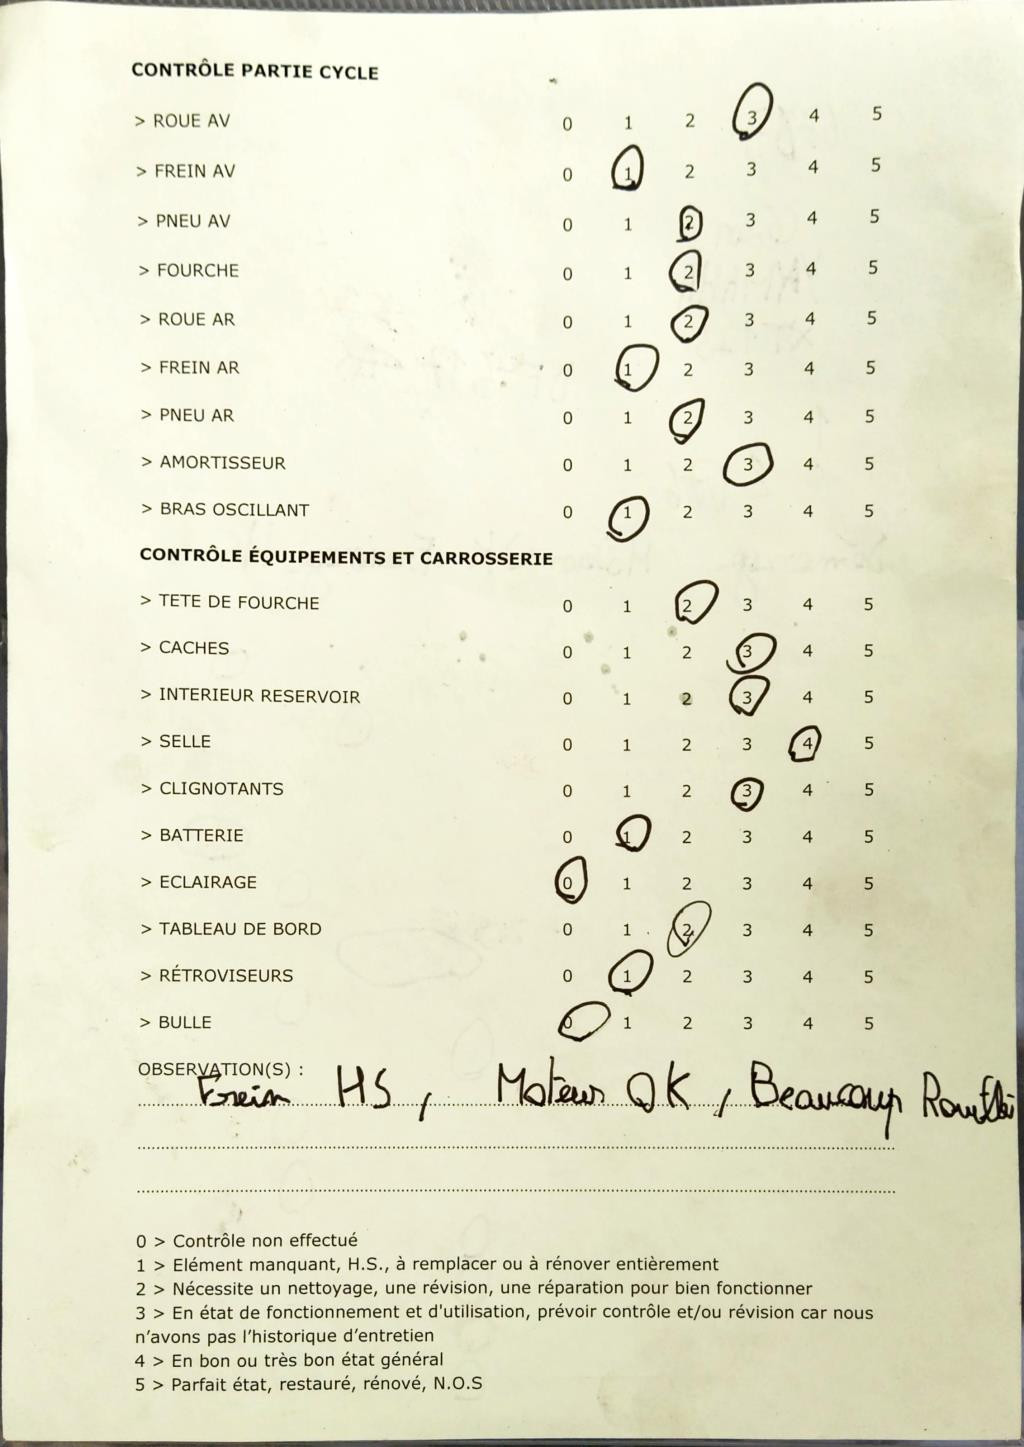 CONTRÔLE PARTIE CYCLE
> ROUE AV 0 1 2 3 4 5
> FREIN AV 0 1 2 3 4 5
> PNEU AV 0 1 2 3 4 5
> FOURCHE 0 1 2 3 4 5
> ROUE AR 0 1 2 3 4 5
> FREIN AR 0 1 2 3 4 5
> PNEU AR 0 1 2 3 4 5
> AMORTISSEUR 0 1 2 3 4 5
> BRAS OSCILLANT 0 1 2 3 4 5
CONTRÔLE ÉQUIPEMENTS ET CARROSSERIE
> TETE DE FOURCHE 0 1 2 3 4 5
> CACHES 0 1 2 3 4 5
> INTERIEUR RESERVOIR 0 1 2 3 4 5
> SELLE 0 1 2 3 4 5
> CLIGNOTANTS 0 1 2 3 4 5
> BATTERIE 0 1 2 3 4 5
> ECLAIRAGE 0 1 2 3 4 5
> TABLEAU DE BORD 0 1 2 3 4 5
> RÉTROVISEURS 0 1 2 3 4 5
> BULLE 0 1 2 3 4 5
OBSERVATION(S) :
Frein HS, Moteur OK, Beaucoup
0 > Contrôle non effectué
1 > Elément manquant, H.S., à remplacer ou à rénover entièrement
2 > Nécessite un nettoyage, une révision, une réparation pour bien fonctionner
3 > En état de fonctionnement et d'utilisation, prévoir contrôle et/ou révision car nous
n'avons pas l'historique d'entretien
4 > En bon ou très bon état général
5 > Parfait état, restauré, rénové, N.O.S